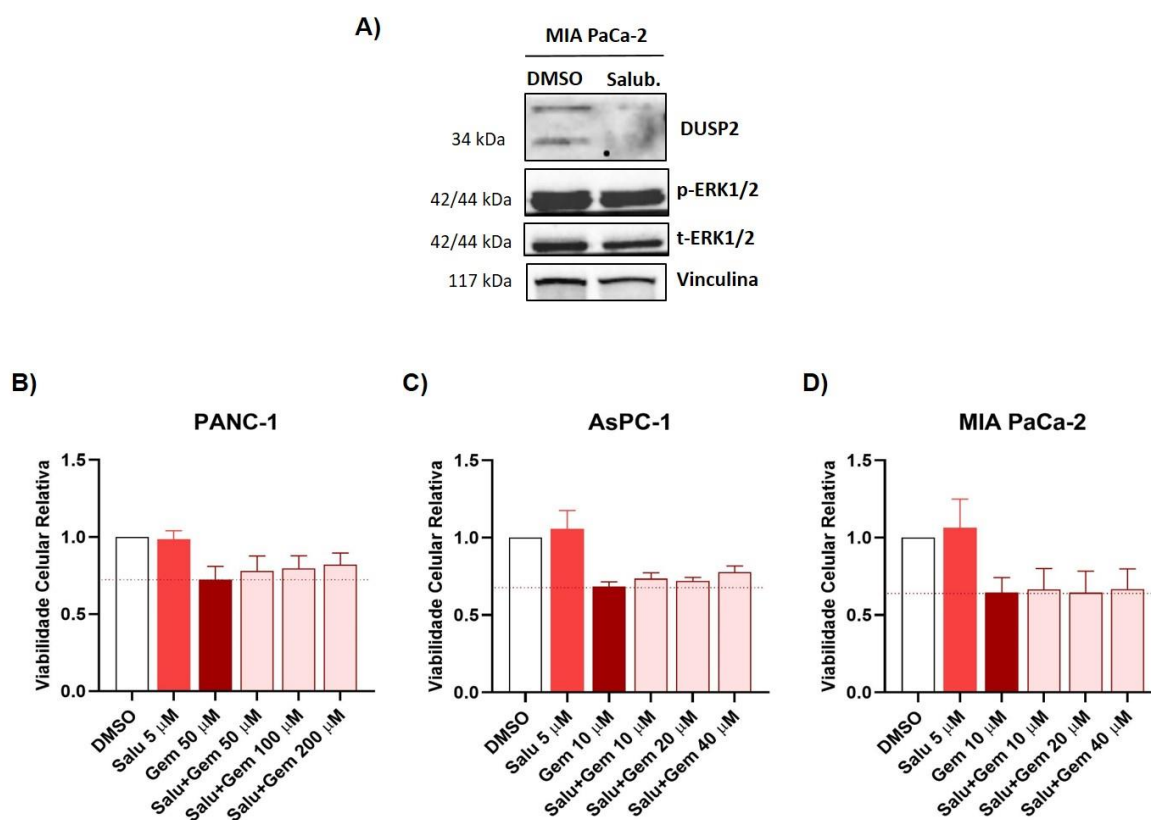 A)
MIA PaCa-2
DMSO Salub.
34 kDa DUSP2
42/44 kDa p-ERK1/2
42/44 kDa t-ERK1/2
117 kDa Vinculina
B)
PANC-1
Viabilidade Celular Relativa
1.5
1.0
0.5
0.0
DMSO
Salu 5 μM
Gem 50 μM
Salu+Gem 50 μM
Salu+Gem 100 μM
Salu+Gem 200 μM
C)
AsPC-1
Viabilidade Celular Relativa
1.5
1.0
0.5
0.0
DMSO
Salu 5 μM
Gem 10 μM
Salu+Gem 10 μM
Salu+Gem 20 μM
Salu+Gem 40 μM
D)
MIA PaCa-2
Viabilidade Celular Relativa
1.5
1.0
0.5
0.0
DMSO
Salu 5 μM
Gem 10 μM
Salu+Gem 10 μM
Salu+Gem 20 μM
Salu+Gem 40 μM